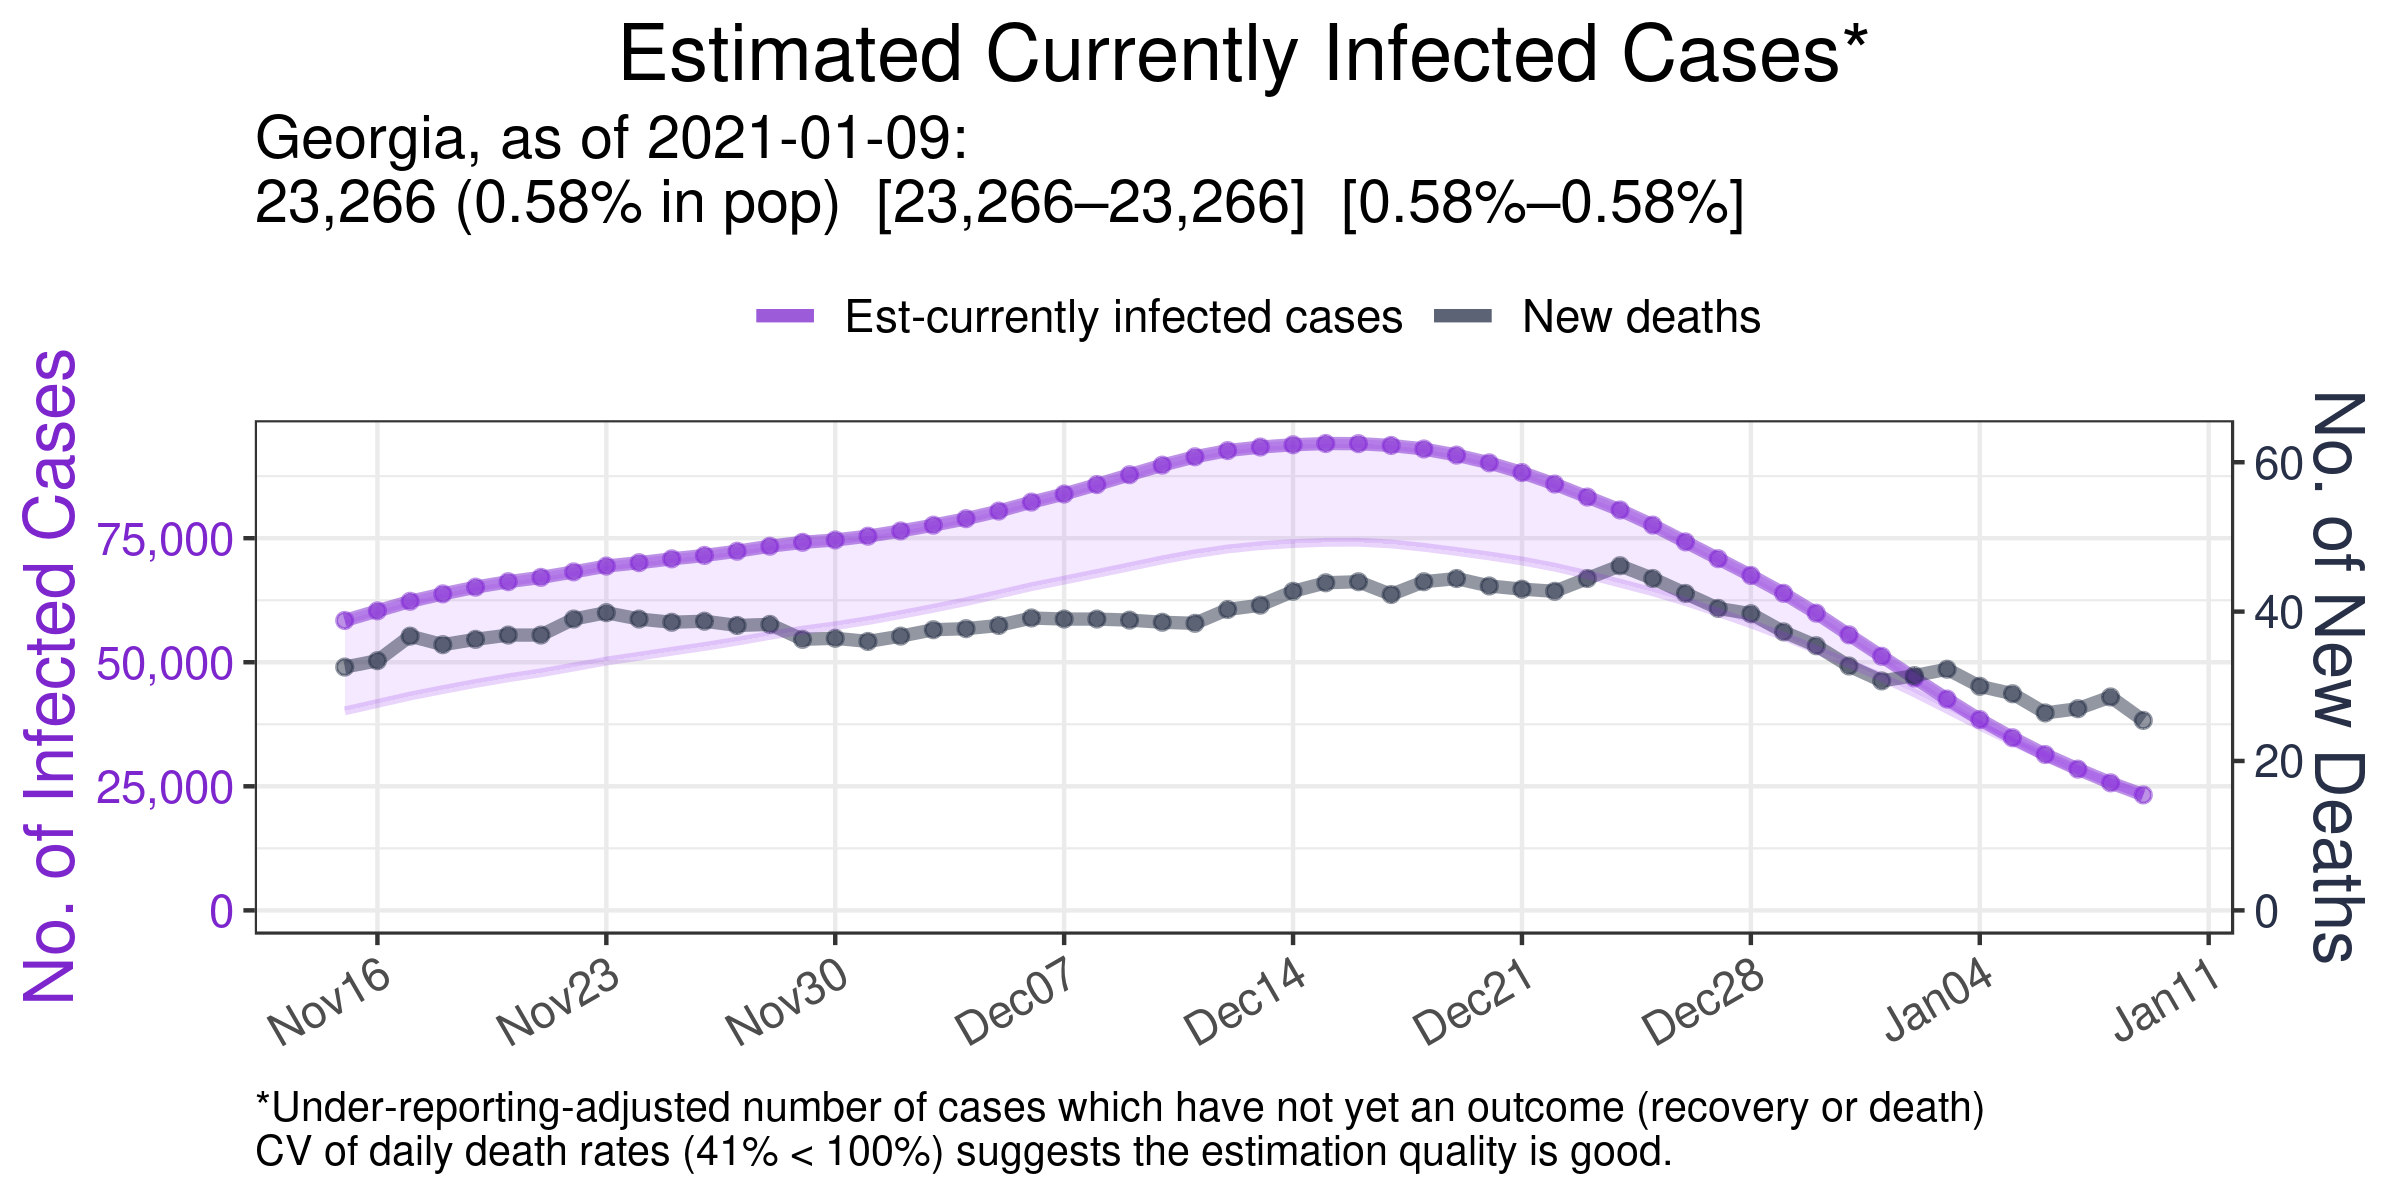 Estimated Currently Infected Cases*
Georgia, as of 2021-01-09:
23,266 (0.58% in pop)  [23,266–23,266]  [0.58%–0.58%]
Est-currently infected cases
New deaths
No. of Infected Cases
75,000
50,000
25,000
0
60
40
20
0
No. of New Deaths
Nov16
Nov23
Nov30
Dec07
Dec14
Dec21
Dec28
Jan04
Jan11
*Under-reporting-adjusted number of cases which have not yet an outcome (recovery or death)
CV of daily death rates (41% < 100%) suggests the estimation quality is good.